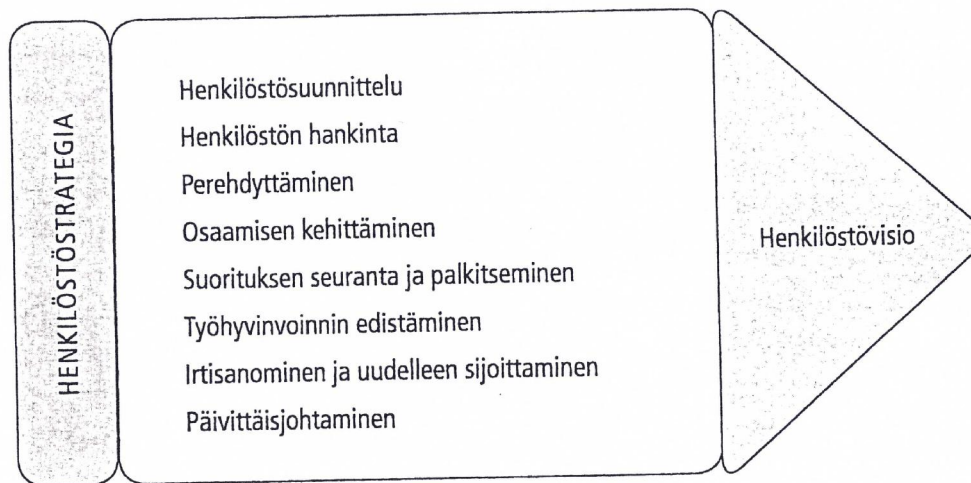 HENKILÖSTÖSTRATEGIA
Henkilöstösuunnittelu
Henkilöstön hankinta
Perehdyttäminen
Osaamisen kehittäminen
Suorituksen seuranta ja palkitseminen
Työhyvinvoinnin edistäminen
Irtisanominen ja uudelleen sijoittaminen
Päivittäisjohtaminen
Henkilöstövisio